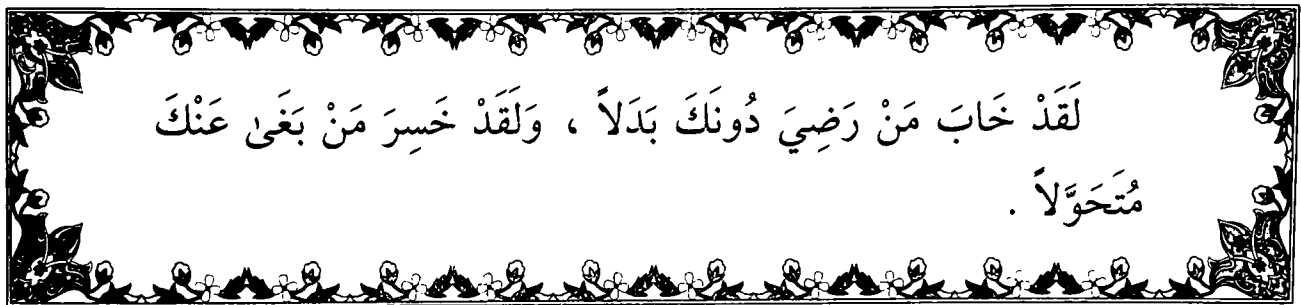 لَقَدْ خَابَ مَنْ رَضِيَ دُونَكَ بَدَلاً ، وَلَقَدْ خَسِرَ مَنْ بَغَىٰ عَنْكَ
مُتَحَوَّلاً .